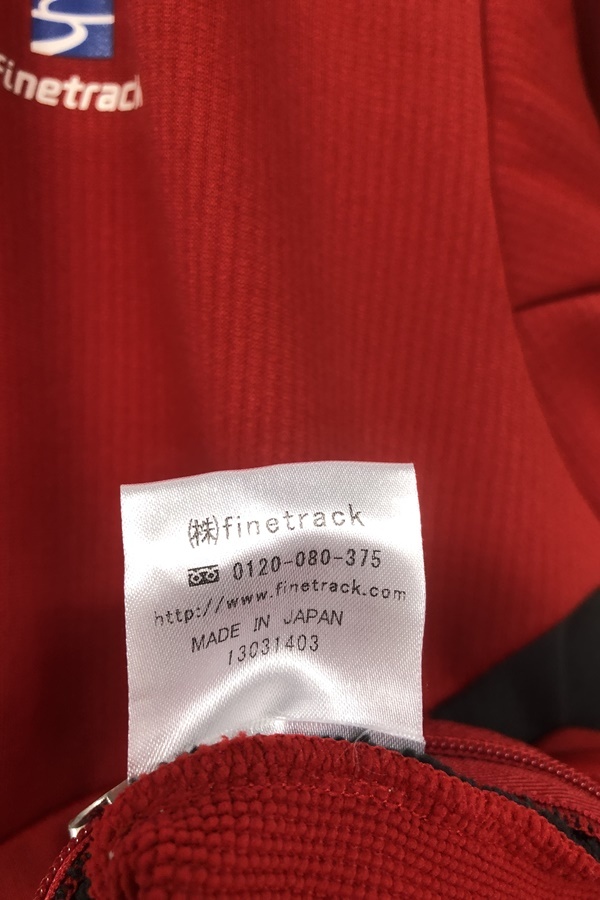 finetrack
㈱finetrack
0120-080-375
http://www.finetrack.com
MADE IN JAPAN
13031403